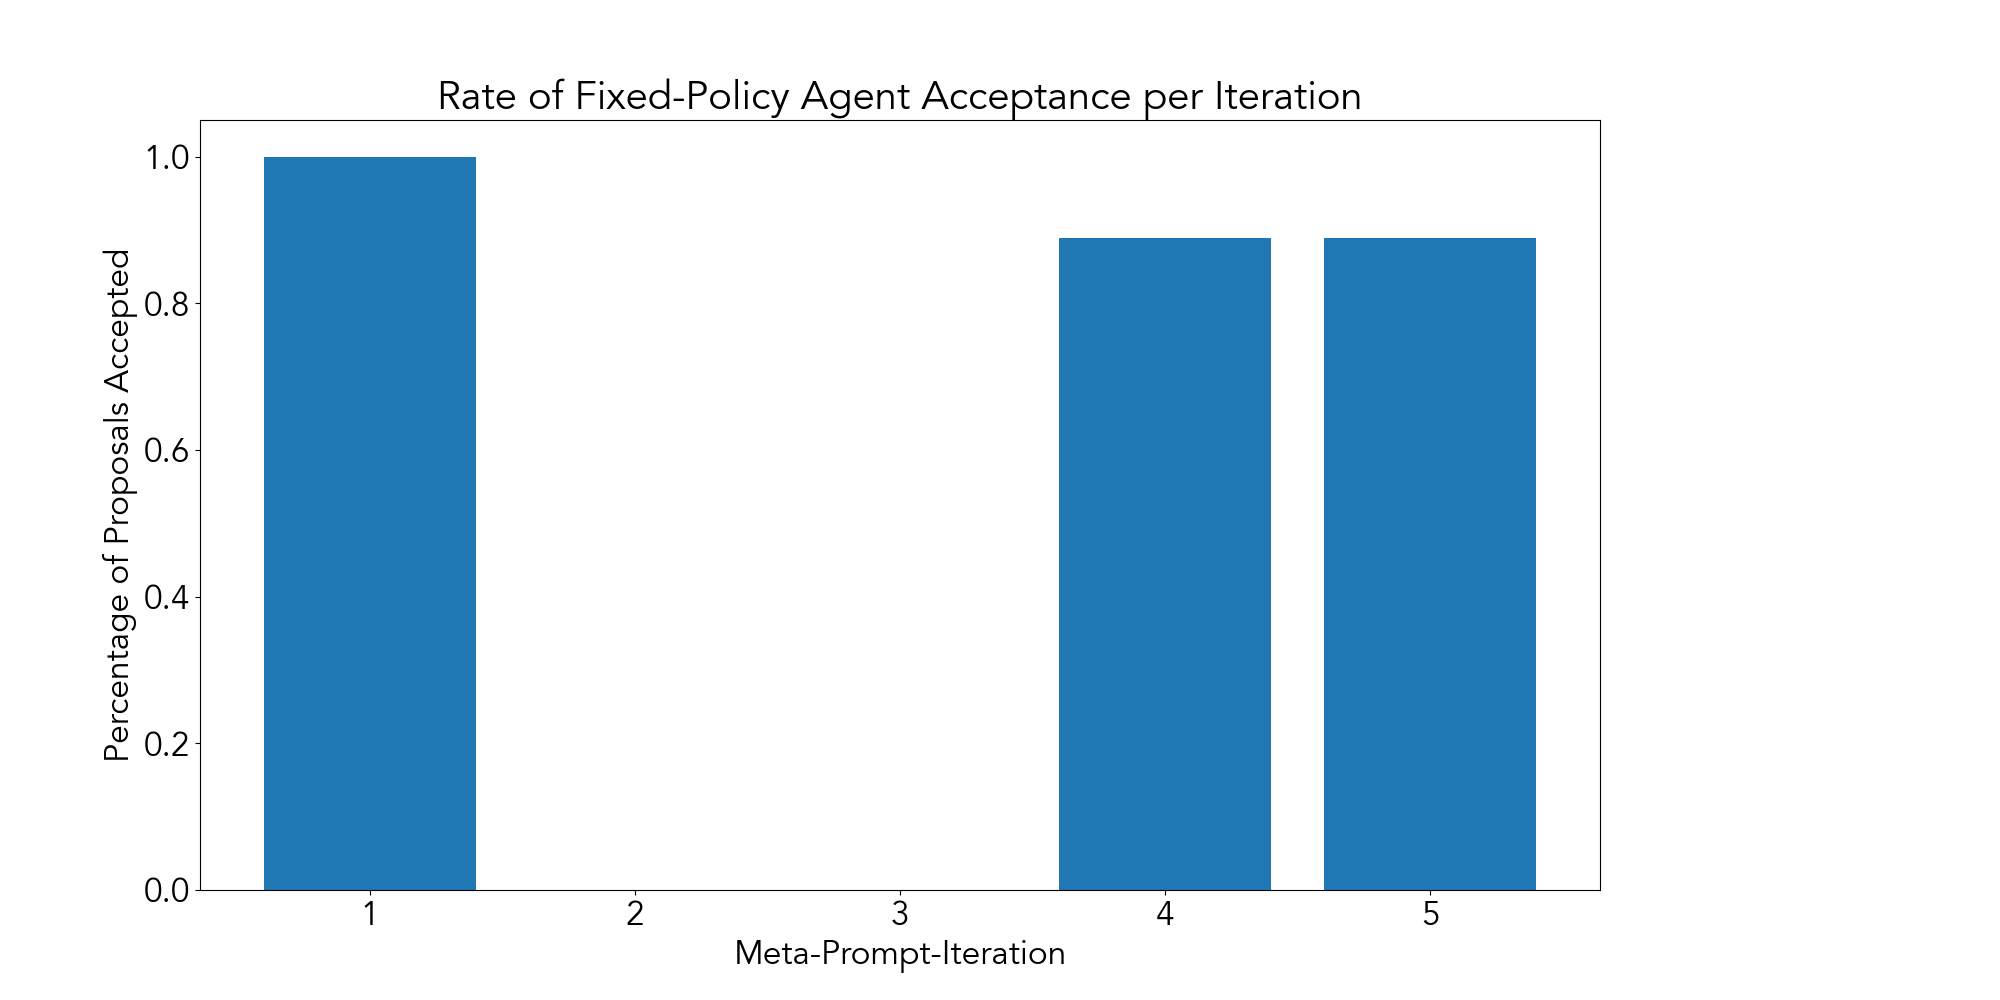 Rate of Fixed-Policy Agent Acceptance per Iteration
Percentage of Proposals Accepted
1.0
0.8
0.6
0.4
0.2
0.0
1 2 3 4 5
Meta-Prompt-Iteration